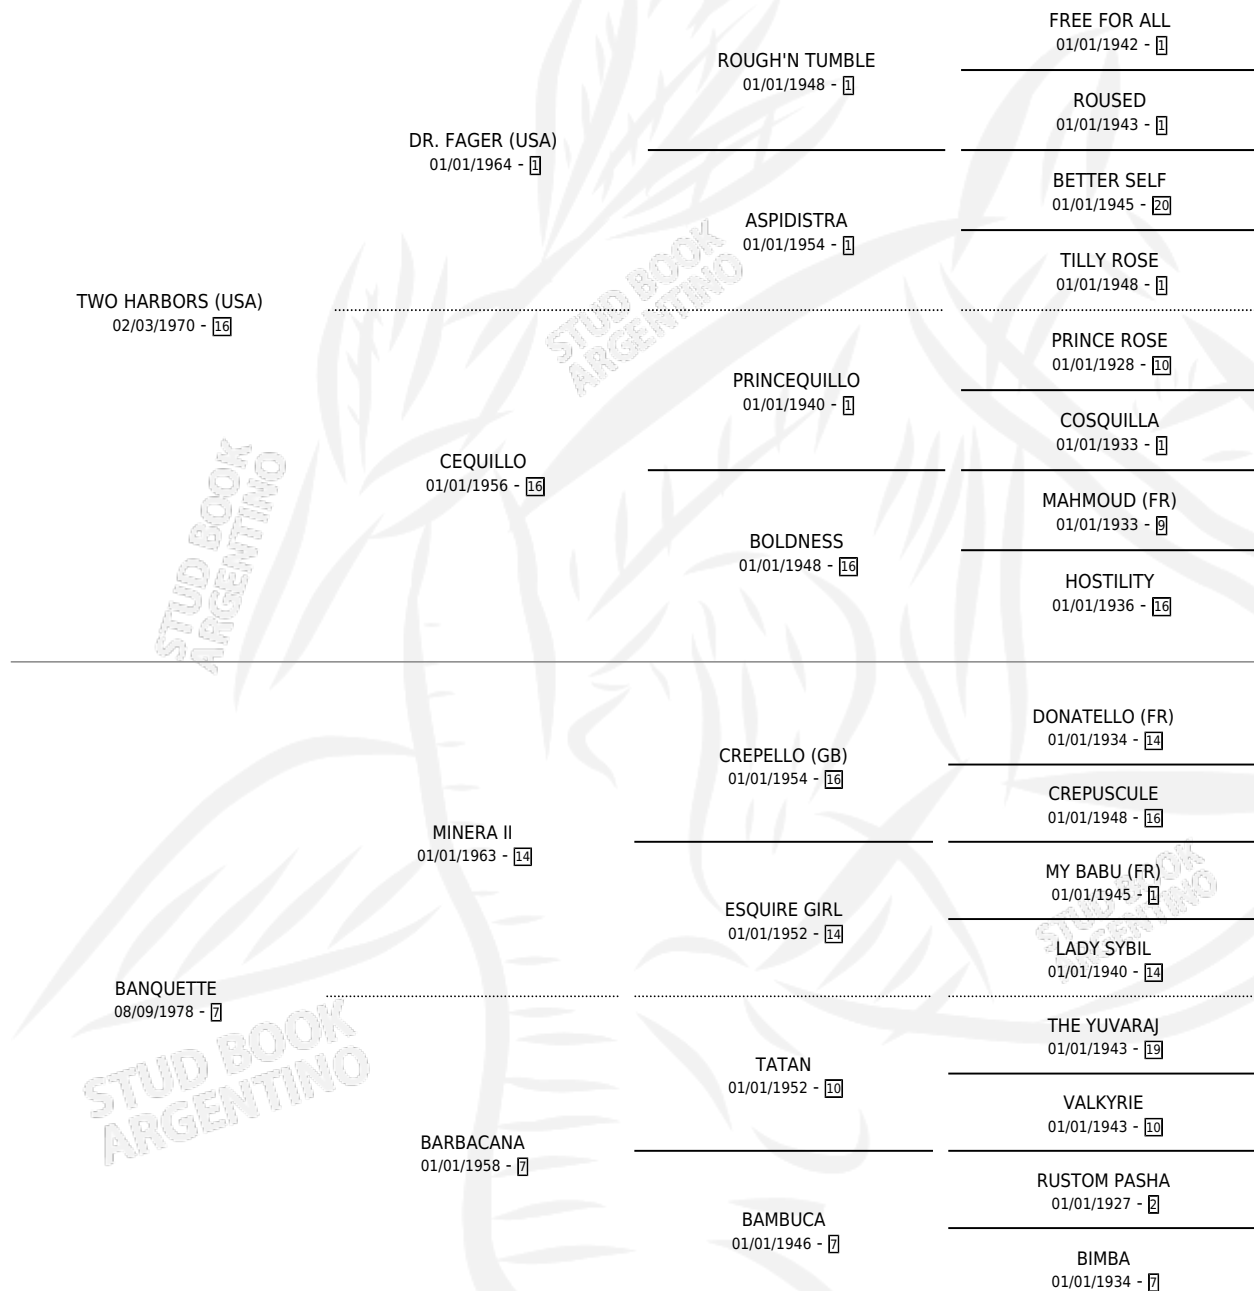 FREE FOR ALL
01/01/1942 - 1
ROUGH'N TUMBLE
01/01/1948 - 1
ROUSED
01/01/1943 - 1
DR. FAGER (USA)
01/01/1964 - 1
BETTER SELF
01/01/1945 - 20
ASPIDISTRA
01/01/1954 - 1
TILLY ROSE
01/01/1948 - 1
TWO HARBORS (USA)
02/03/1970 - 16
PRINCE ROSE
01/01/1928 - 10
PRINCEQUILLO
01/01/1940 - 1
COSQUILLA
01/01/1933 - 1
CEQUILLO
01/01/1956 - 16
MAHMOUD (FR)
01/01/1933 - 9
BOLDNESS
01/01/1948 - 16
HOSTILITY
01/01/1936 - 16
DONATELLO (FR)
01/01/1934 - 14
CREPELLO (GB)
01/01/1954 - 16
CREPUSCULE
01/01/1948 - 16
MINERA II
01/01/1963 - 14
MY BABU (FR)
01/01/1945 - 1
ESQUIRE GIRL
01/01/1952 - 14
LADY SYBIL
01/01/1940 - 14
BANQUETTE
08/09/1978 - 7
THE YUVARAJ
01/01/1943 - 19
TATAN
01/01/1952 - 10
VALKYRIE
01/01/1943 - 10
BARBACANA
01/01/1958 - 7
RUSTOM PASHA
01/01/1927 - 2
BAMBUCA
01/01/1946 - 7
BIMBA
01/01/1934 - 7
STUD BOOK
ARGENTINO
STUD BOOK
ARGENTINO
STUD BOOK
ARGENTINO
STUD BOOK
ARGENTINO